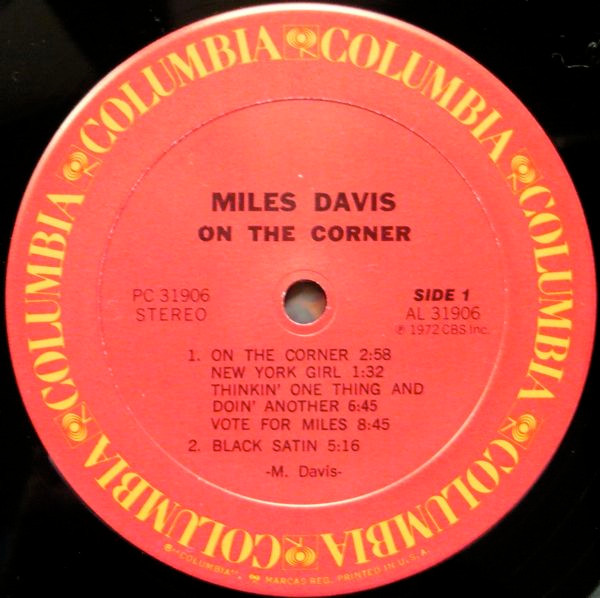 COLUMBIA COLUMBIA COLUMBIA COLUMBIA COLUMBIA COLUMBIA
MILES DAVIS
ON THE CORNER
PC 31906
STEREO
SIDE 1
AL 31906
℗ 1972 CBS Inc.
1. ON THE CORNER 2:58
NEW YORK GIRL 1:32
THINKIN' ONE THING AND
DOIN' ANOTHER 6:45
VOTE FOR MILES 8:45
2. BLACK SATIN 5:16
-M. Davis-
®"COLUMBIA", MARCAS REG. PRINTED IN U.S.A.